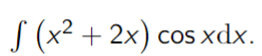 ∫ (x² + 2x) cos xdx.